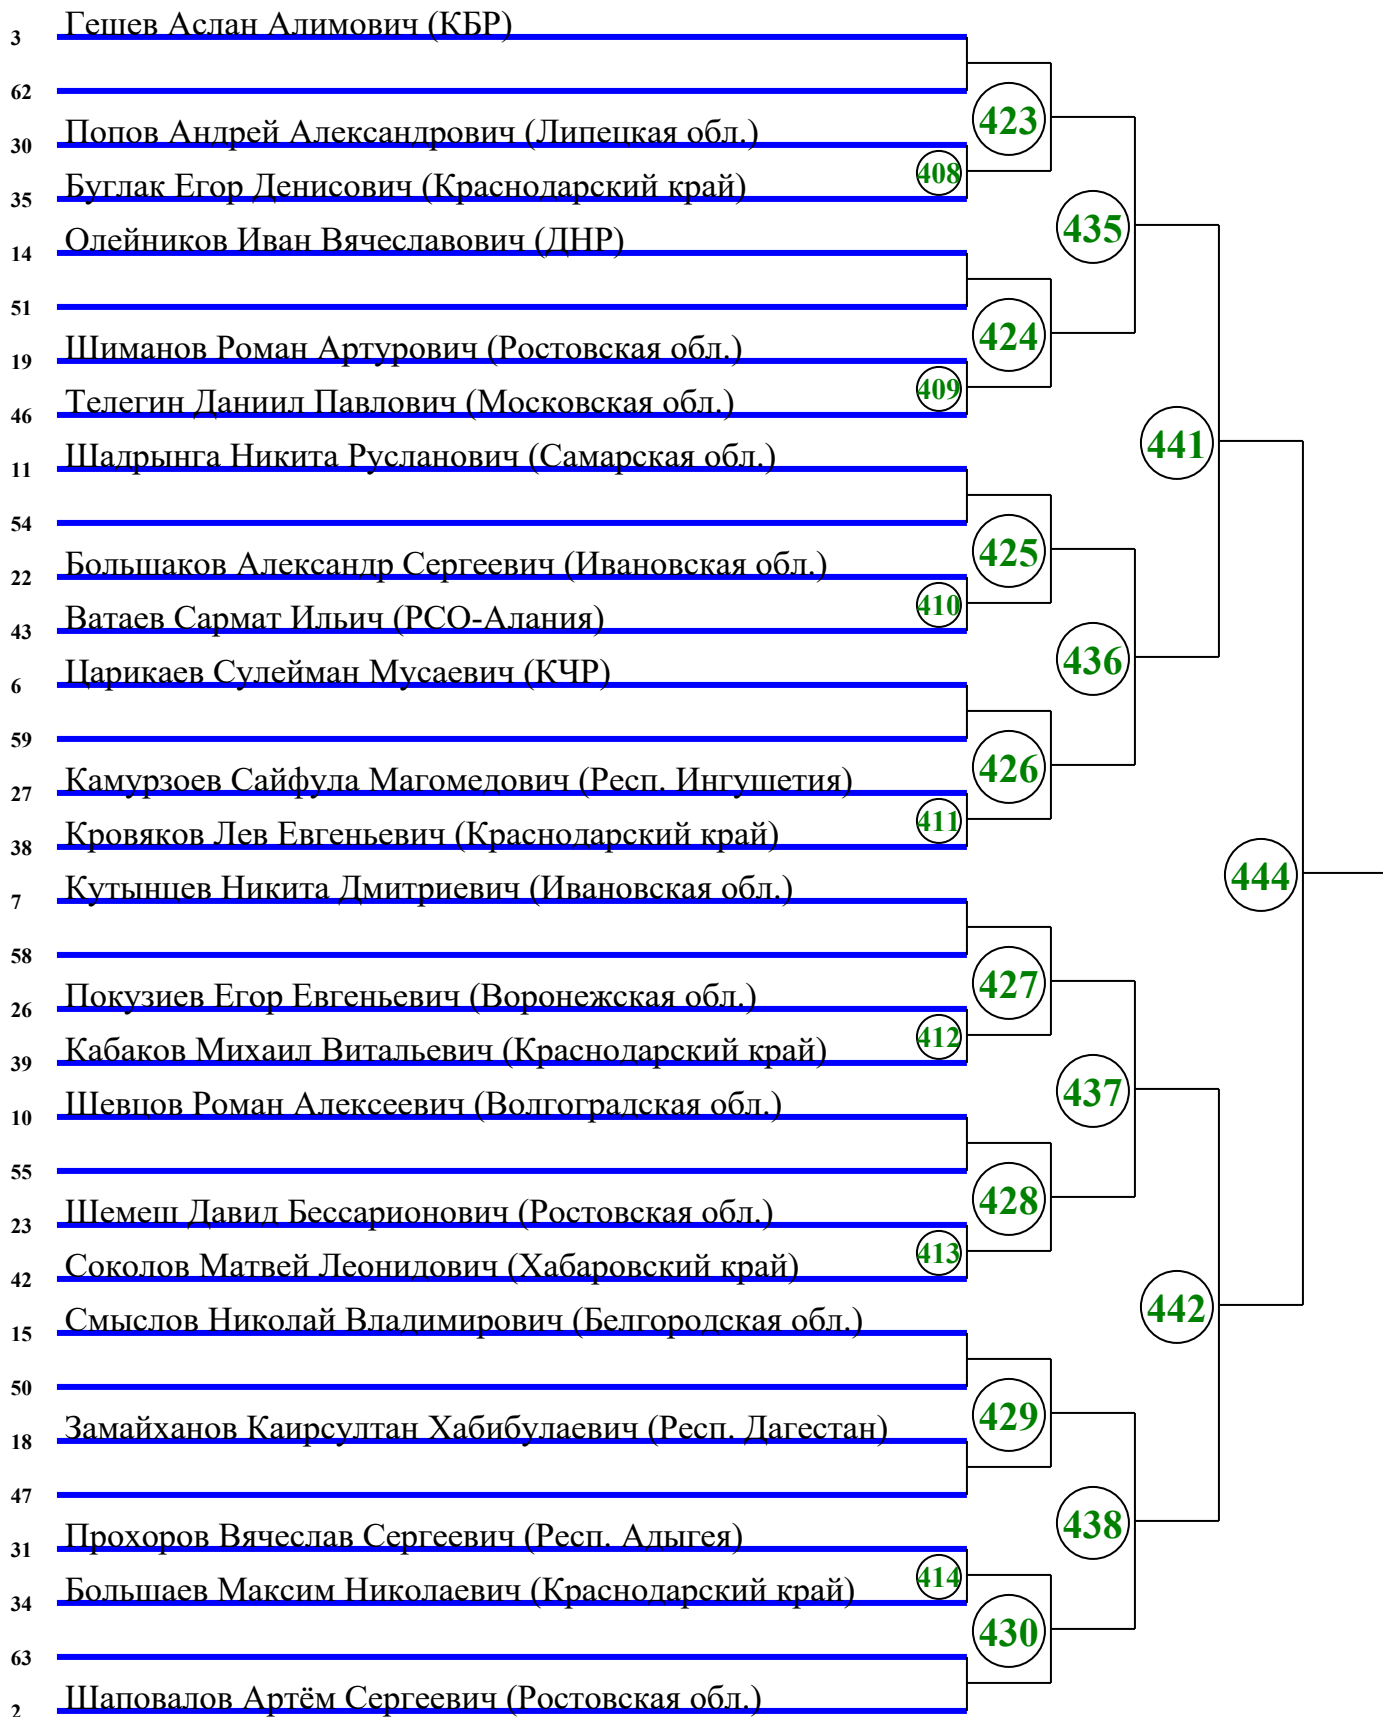 3 Гешев Аслан Алимович (КБР)
62
423
30 Попов Андрей Александрович (Липецкая обл.)
408
35 Буглак Егор Денисович (Краснодарский край)
435
14 Олейников Иван Вячеславович (ДНР)
51
424
19 Шиманов Роман Артурович (Ростовская обл.)
409
46 Телегин Даниил Павлович (Московская обл.)
441
11 Шадрынга Никита Русланович (Самарская обл.)
54
425
22 Большаков Александр Сергеевич (Ивановская обл.)
410
43 Ватаев Сармат Ильич (РСО-Алания)
436
6 Царикаев Сулейман Мусаевич (КЧР)
59
426
27 Камурзоев Сайфула Магомедович (Респ. Ингушетия)
411
38 Кровяков Лев Евгеньевич (Краснодарский край)
444
7 Кутынцев Никита Дмитриевич (Ивановская обл.)
58
427
26 Покузиев Егор Евгеньевич (Воронежская обл.)
412
39 Кабаков Михаил Витальевич (Краснодарский край)
437
10 Шевцов Роман Алексеевич (Волгоградская обл.)
55
428
23 Шемеш Давид Бессарионович (Ростовская обл.)
413
42 Соколов Матвей Леонидович (Хабаровский край)
442
15 Смыслов Николай Владимирович (Белгородская обл.)
50
429
18 Замайханов Каирсултан Хабибулаевич (Респ. Дагестан)
47
438
31 Прохоров Вячеслав Сергеевич (Респ. Адыгея)
414
34 Большаев Максим Николаевич (Краснодарский край)
430
63
2 Шаповалов Артём Сергеевич (Ростовская обл.)